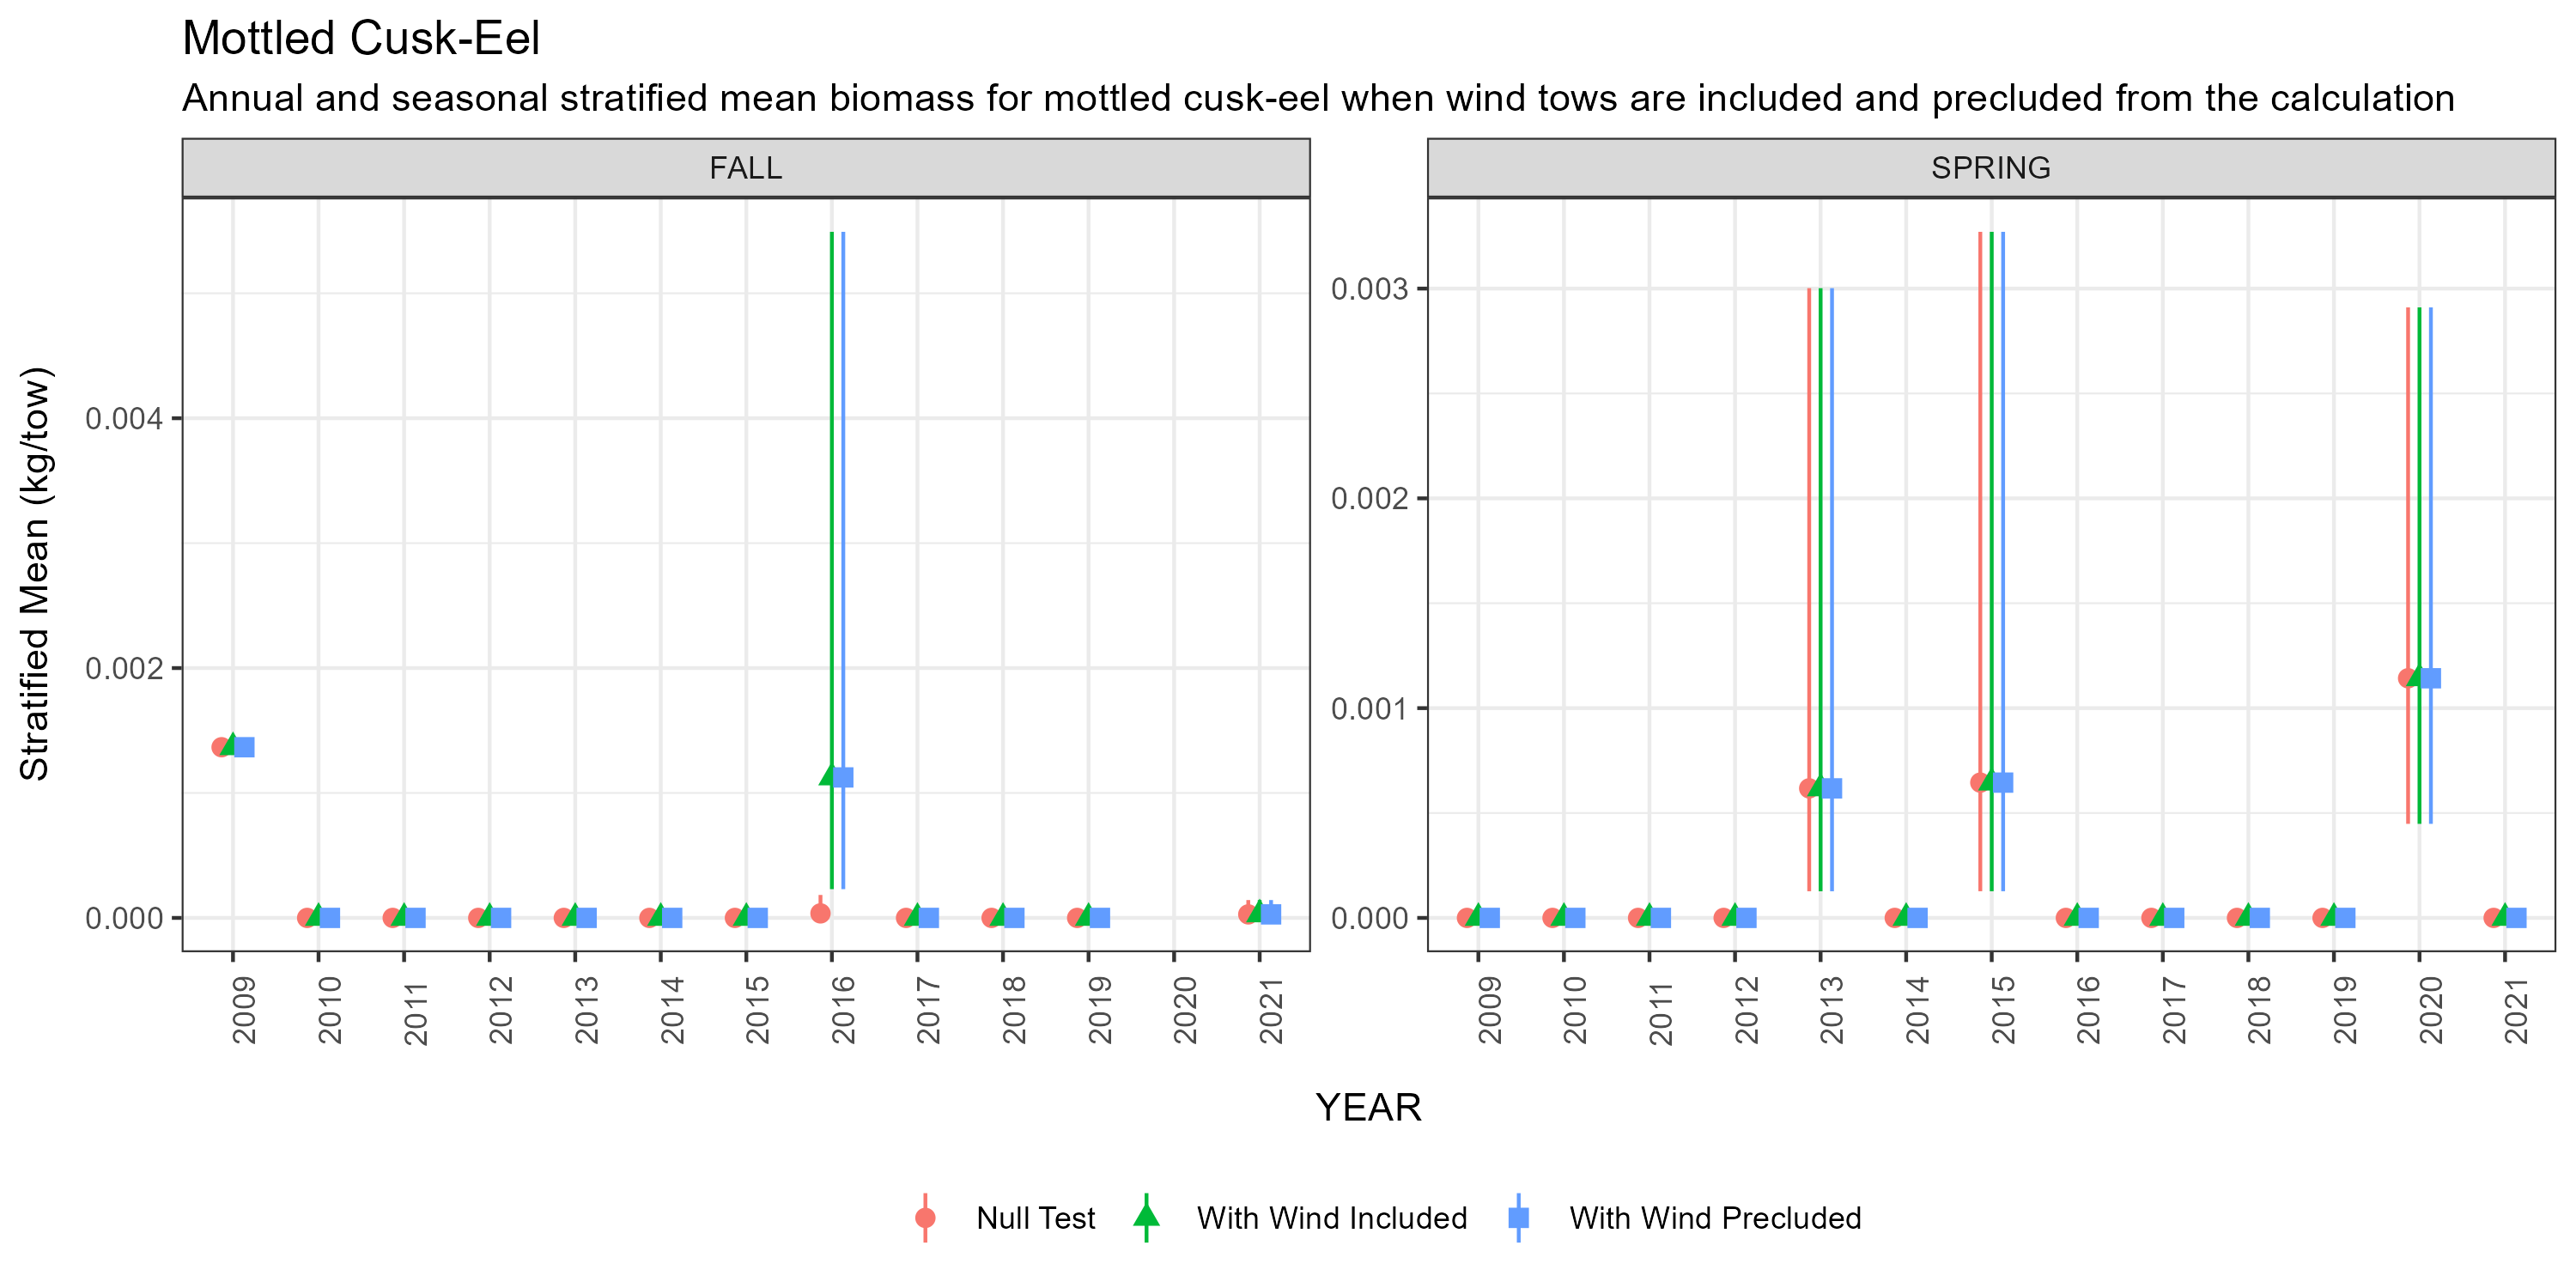 Mottled Cusk-Eel
Annual and seasonal stratified mean biomass for mottled cusk-eel when wind tows are included and precluded from the calculation
FALL
SPRING
Stratified Mean (kg/tow)
0.004
0.002
0.000
0.003
0.002
0.001
0.000
2009 2010 2011 2012 2013 2014 2015 2016 2017 2018 2019 2020 2021
2009 2010 2011 2012 2013 2014 2015 2016 2017 2018 2019 2020 2021
YEAR
Null Test With Wind Included With Wind Precluded